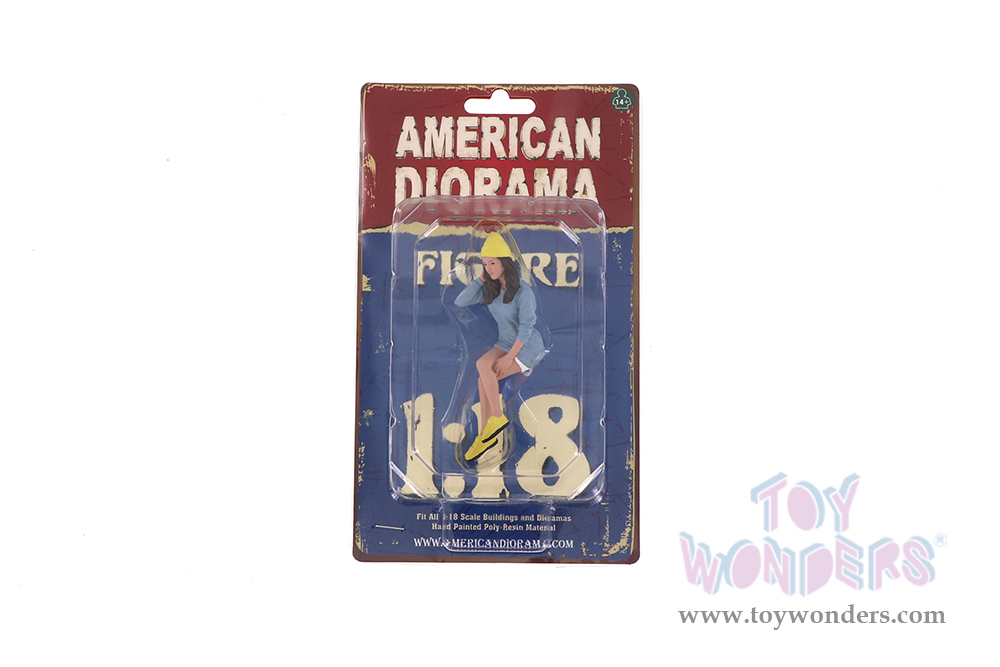 14+
AMERICAN
DIORAMA
FIGURE
1:18
Fit All 1:18 Scale Buildings and Dioramas
Hand Painted Poly-Resin Material
WWW.AMERICANDIORAMA.COM
TOY
WONDERS®
www.toywonders.com